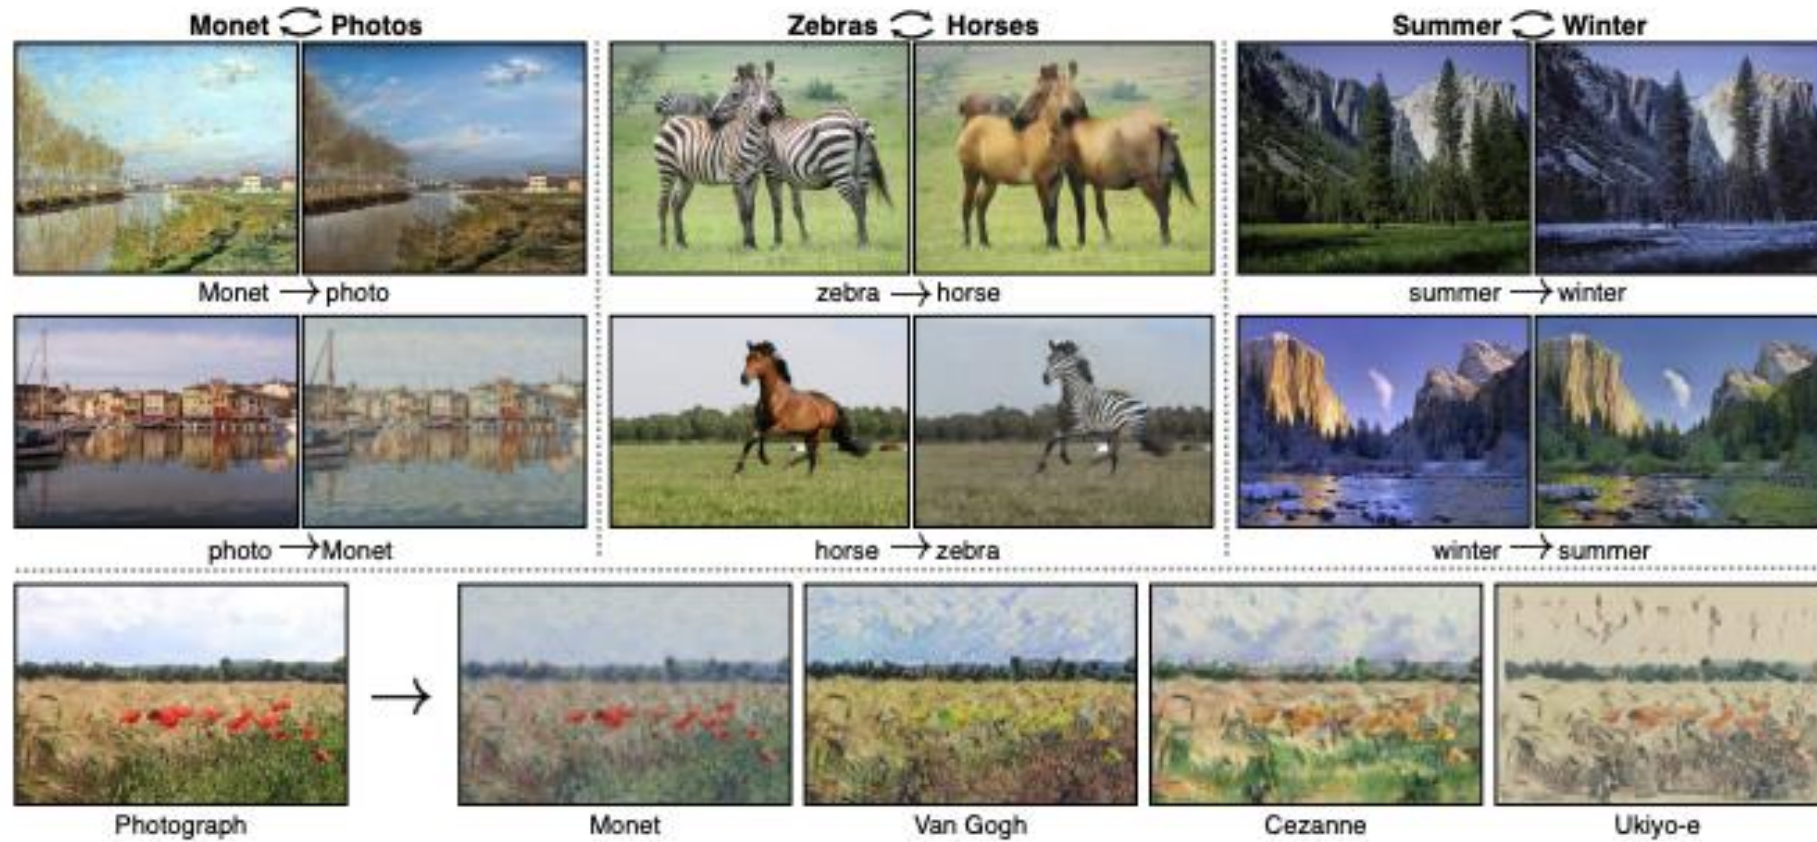 Monet ⇄ Photos
Zebras ⇄ Horses
Summer ⇄ Winter
Monet → photo
zebra → horse
summer → winter
photo → Monet
horse → zebra
winter → summer
Photograph
→
Monet
Van Gogh
Cezanne
Ukiyo-e